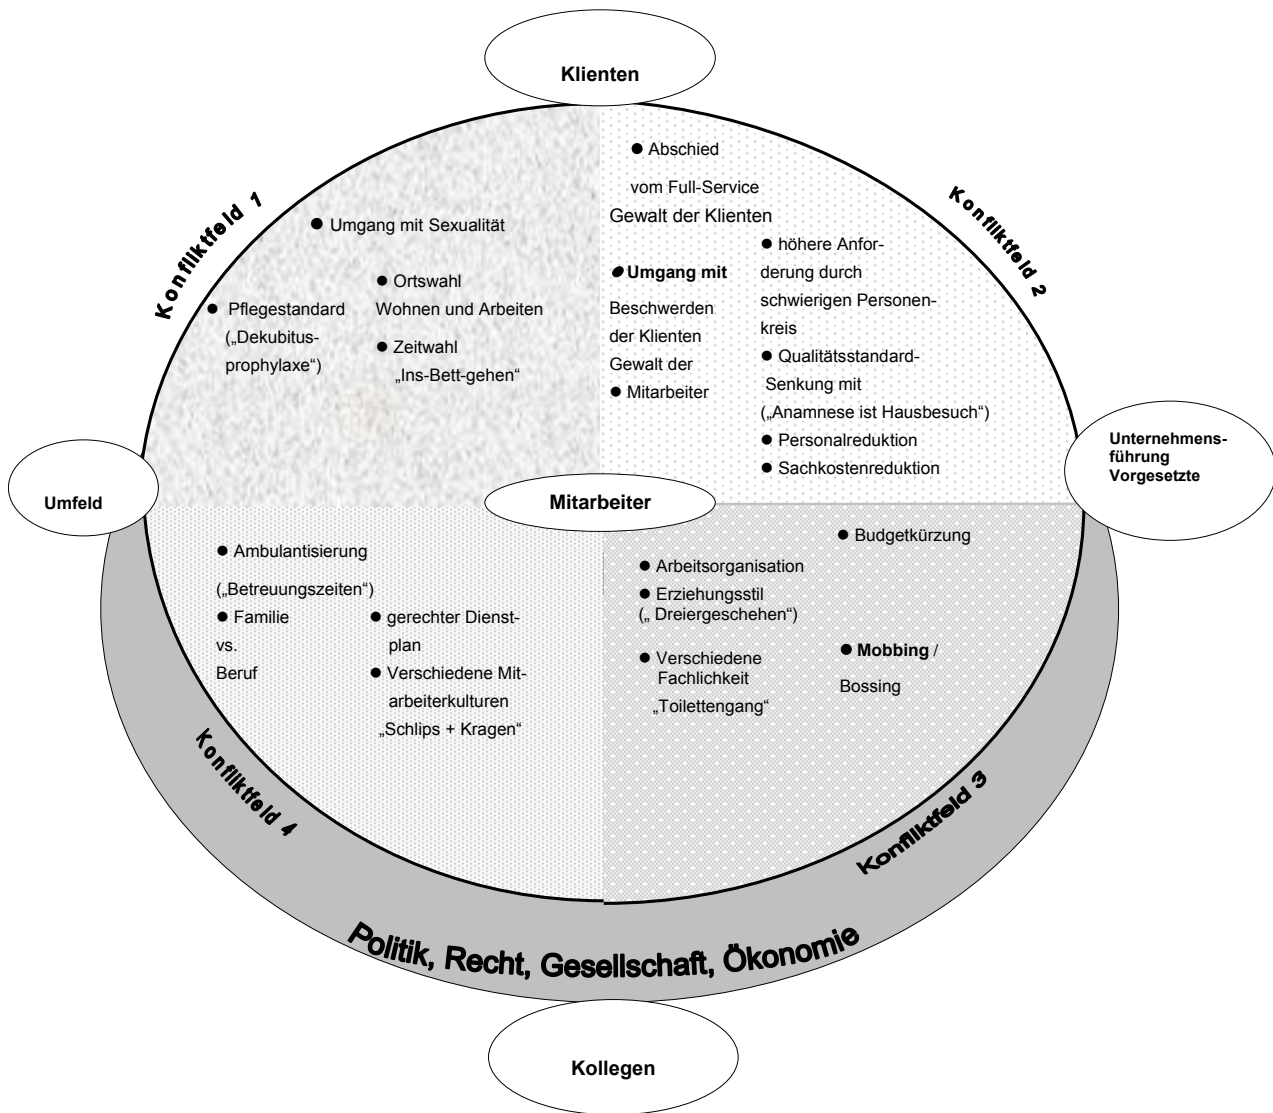 Klienten
Konfliktfeld 1
● Umgang mit Sexualität
● Ortswahl
Wohnen und Arbeiten
● Pflegestandard
(„Dekubitus-
prophylaxe“)
● Zeitwahl
„Ins-Bett-gehen“
Konfliktfeld 2
● Abschied
vom Full-Service
Gewalt der Klienten
● Umgang mit
Beschwerden
der Klienten
Gewalt der
● Mitarbeiter
● höhere Anfor-
derung durch
schwierigen Personen-
kreis
● Qualitätsstandard-
Senkung mit
(„Anamnese ist Hausbesuch“)
● Personalreduktion
● Sachkostenreduktion
Umfeld
Mitarbeiter
Unternehmens-
führung
Vorgesetzte
● Ambulantisierung
(„Betreuungszeiten“)
● Familie
vs.
Beruf
● gerechter Dienst-
plan
● Verschiedene Mit-
arbeiterkulturen
„Schlips + Kragen“
Konfliktfeld 4
● Budgetkürzung
● Arbeitsorganisation
● Erziehungsstil
(„ Dreiergeschehen“)
● Verschiedene
Fachlichkeit
„Toilettengang“
● Mobbing /
Bossing
Konfliktfeld 3
Politik, Recht, Gesellschaft, Ökonomie
Kollegen